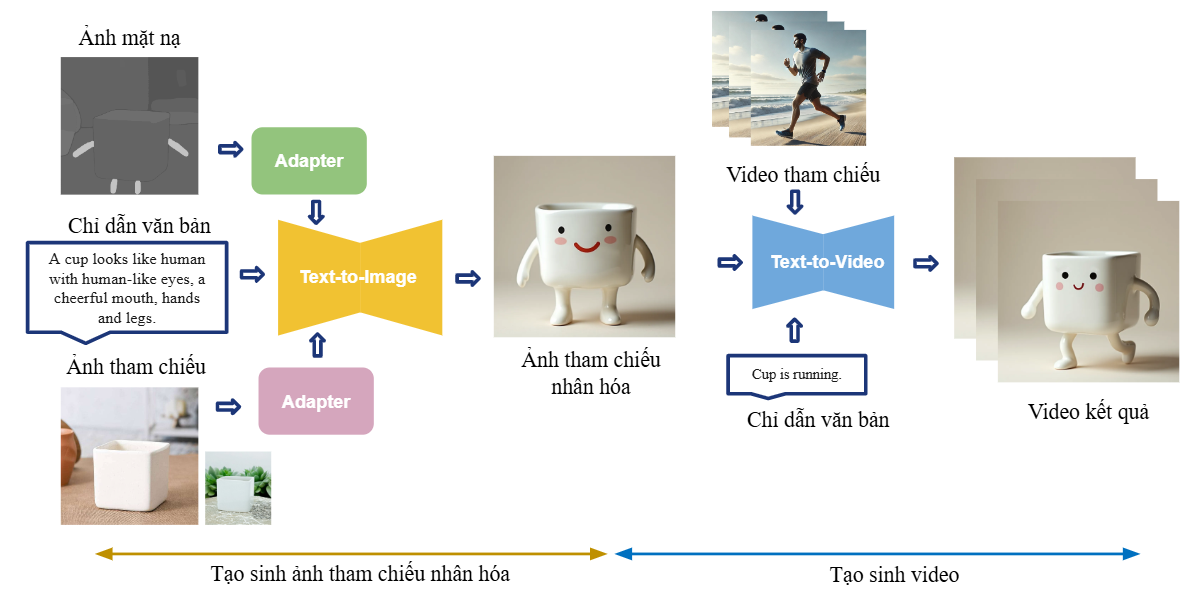 Ảnh mặt nạ
Adapter
Chỉ dẫn văn bản
A cup looks like human
with human-like eyes, a
cheerful mouth, hands
and legs.
Text-to-Image
Ảnh tham chiếu
Adapter
Ảnh tham chiếu
nhân hóa
Video tham chiếu
Text-to-Video
Cup is running.
Chỉ dẫn văn bản
Video kết quả
Tạo sinh ảnh tham chiếu nhân hóa
Tạo sinh video